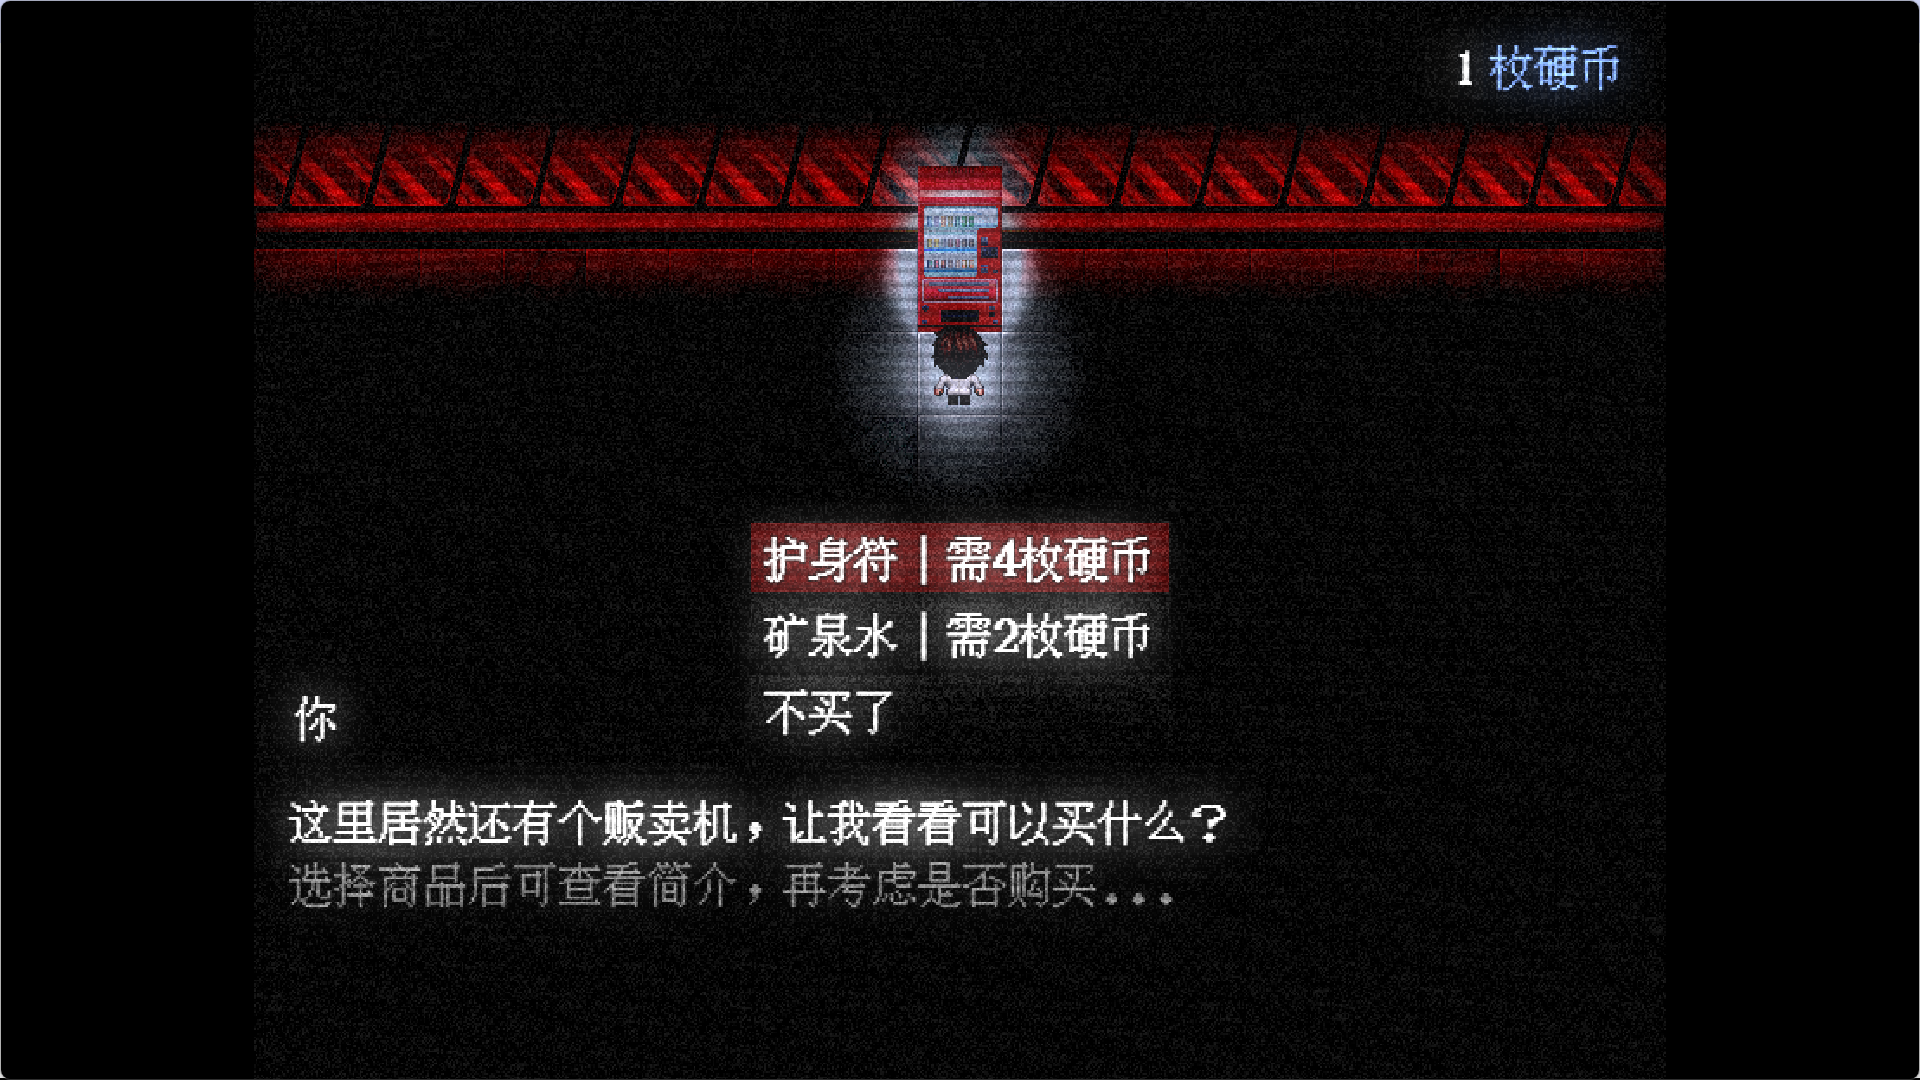 1 枚硬币
护身符｜需4枚硬币
矿泉水｜需2枚硬币
不买了
你
这里居然还有个贩卖机，让我看看可以买什么？
选择商品后可查看简介，再考虑是否购买...